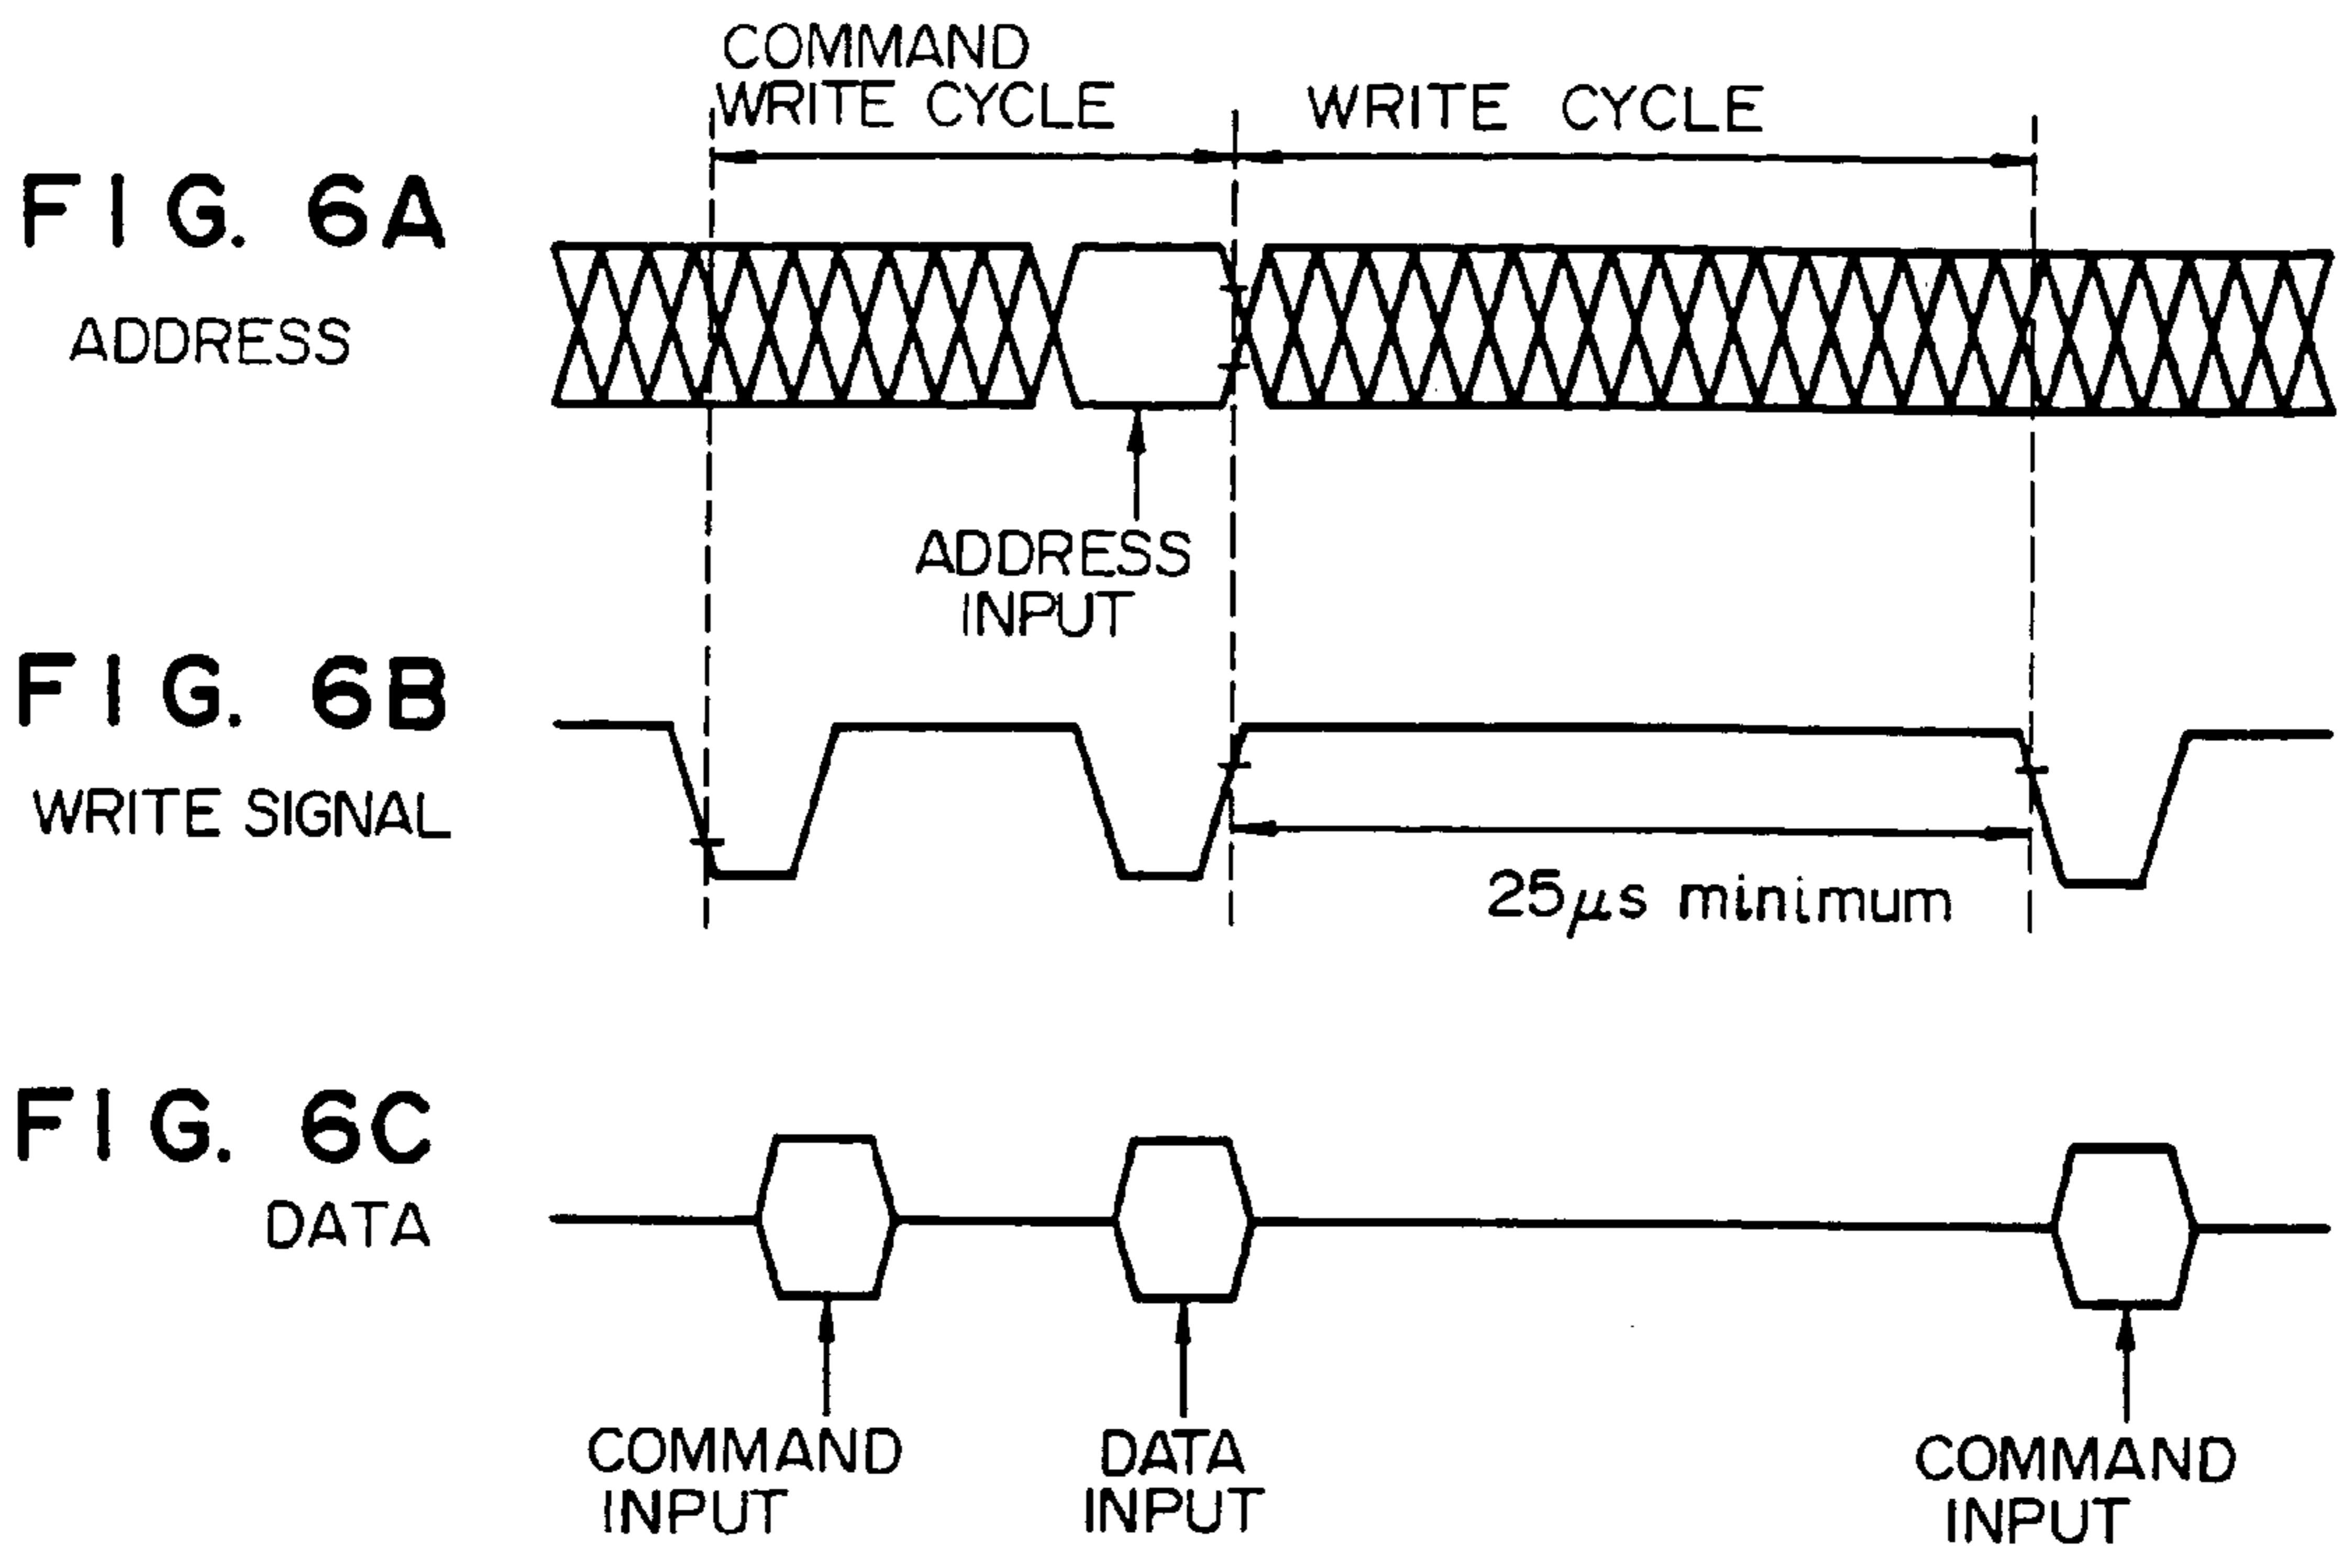 COMMAND
WRITE CYCLE
WRITE CYCLE
FIG. 6A
ADDRESS
ADDRESS
INPUT
FIG. 6B
WRITE SIGNAL
25μs minimum
FIG. 6C
DATA
COMMAND
INPUT
DATA
INPUT
COMMAND
INPUT